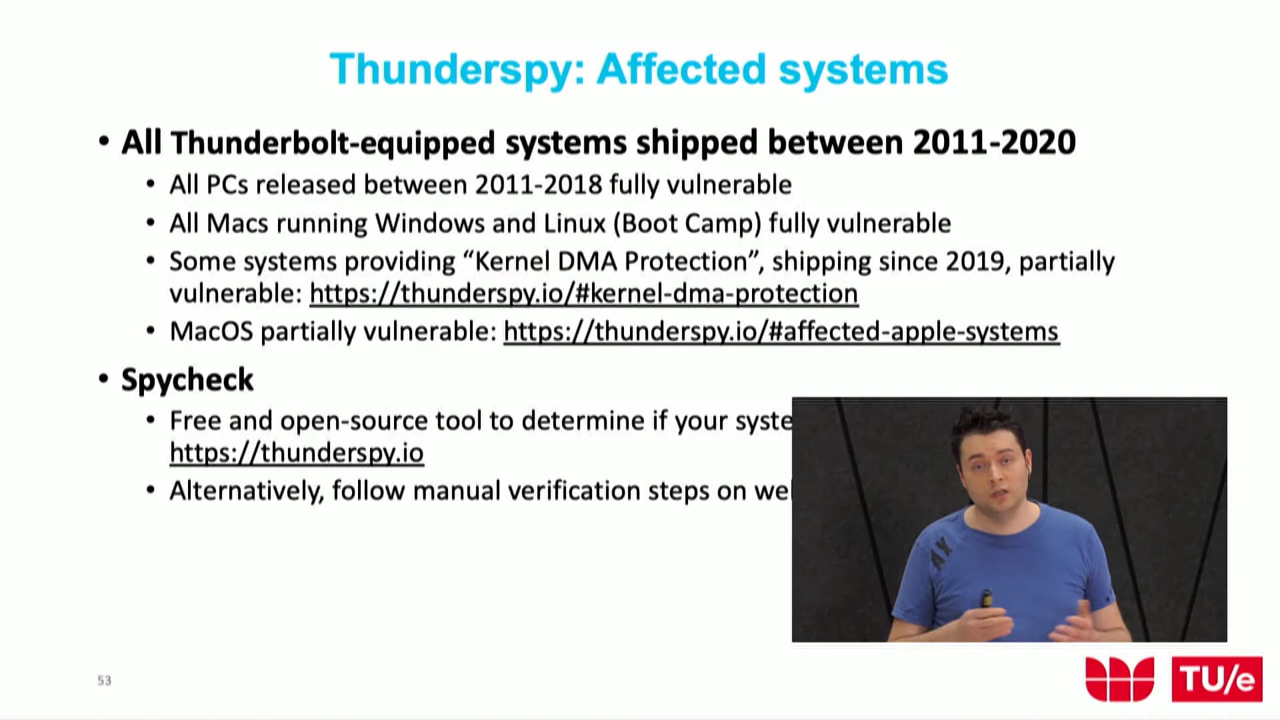 Thunderspy: Affected systems
• All Thunderbolt-equipped systems shipped between 2011-2020
• All PCs released between 2011-2018 fully vulnerable
• All Macs running Windows and Linux (Boot Camp) fully vulnerable
• Some systems providing “Kernel DMA Protection”, shipping since 2019, partially
vulnerable: https://thunderspy.io/#kernel-dma-protection
• MacOS partially vulnerable: https://thunderspy.io/#affected-apple-systems
• Spycheck
• Free and open-source tool to determine if your syste
https://thunderspy.io
• Alternatively, follow manual verification steps on we
AX
53
TU/e